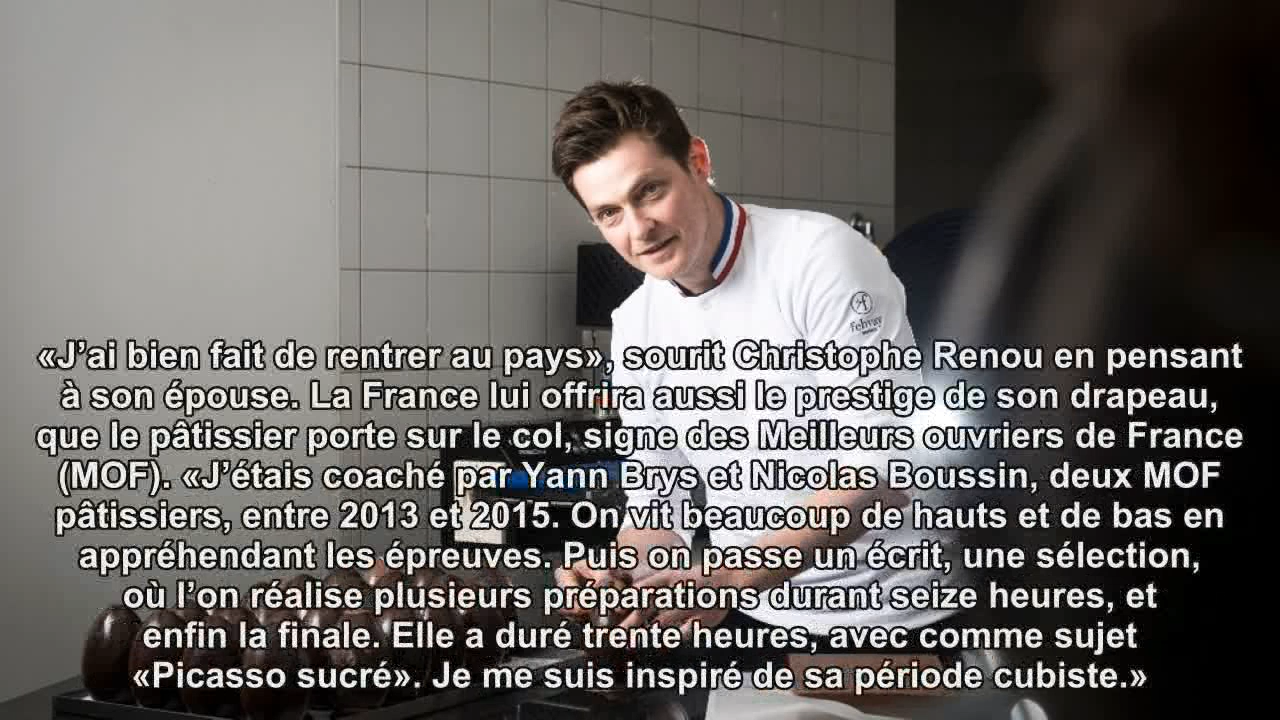 fehvay
«J’ai bien fait de rentrer au pays», sourit Christophe Renou en pensant
à son épouse. La France lui offrira aussi le prestige de son drapeau,
que le pâtissier porte sur le col, signe des Meilleurs ouvriers de France
(MOF). «J’étais coaché par Yann Brys et Nicolas Boussin, deux MOF
pâtissiers, entre 2013 et 2015. On vit beaucoup de hauts et de bas en
appréhendant les épreuves. Puis on passe un écrit, une sélection,
où l’on réalise plusieurs préparations durant seize heures, et
enfin la finale. Elle a duré trente heures, avec comme sujet
«Picasso sucré». Je me suis inspiré de sa période cubiste.»